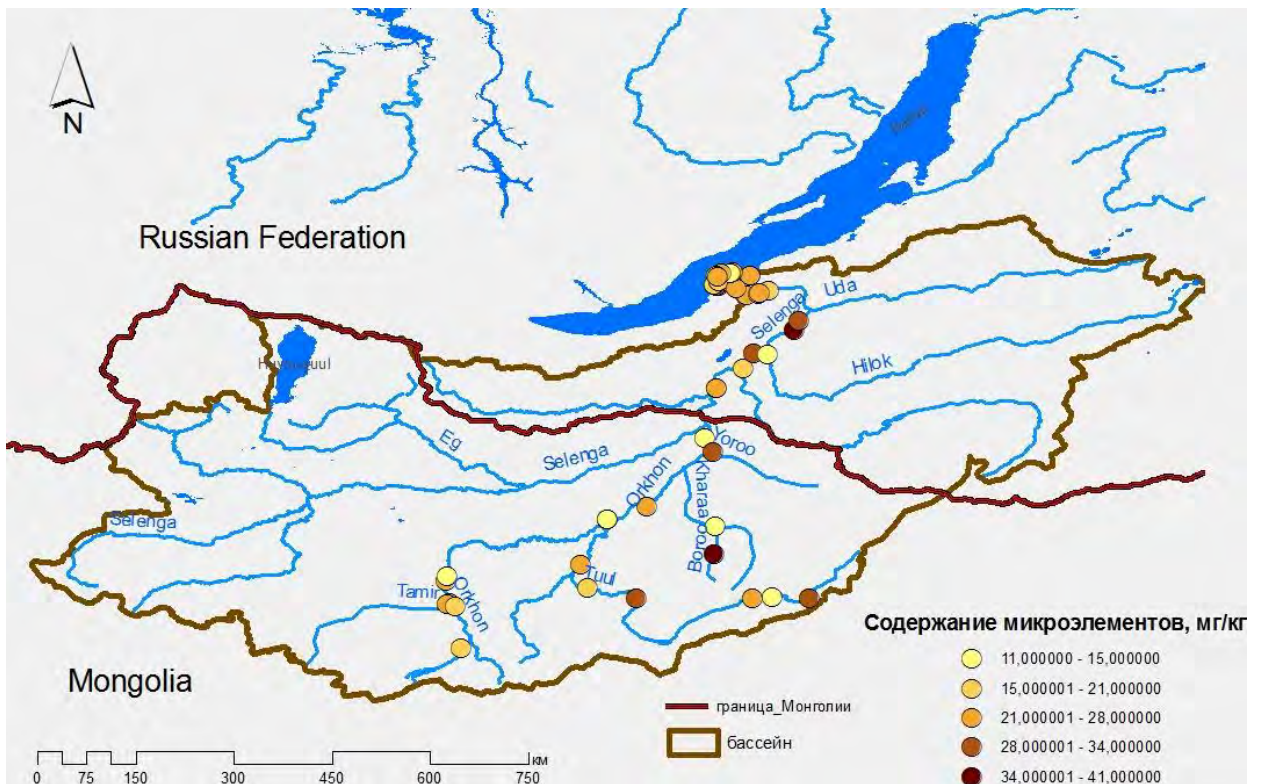 N
Russian Federation
Uda
Selenga
Hilok
Eg
Selenga
Yoroo
Orkhon
Kharaa
Selenga
Boroo
Tuul
Tamir
Orkhon
Mongolia
Содержание микроэлементов, мг/кг
11,000000 - 15,000000
15,000001 - 21,000000
21,000001 - 28,000000
28,000001 - 34,000000
34,000001 - 41,000000
граница_Монголии
бассейн
0 75 150 300 450 600 750
км